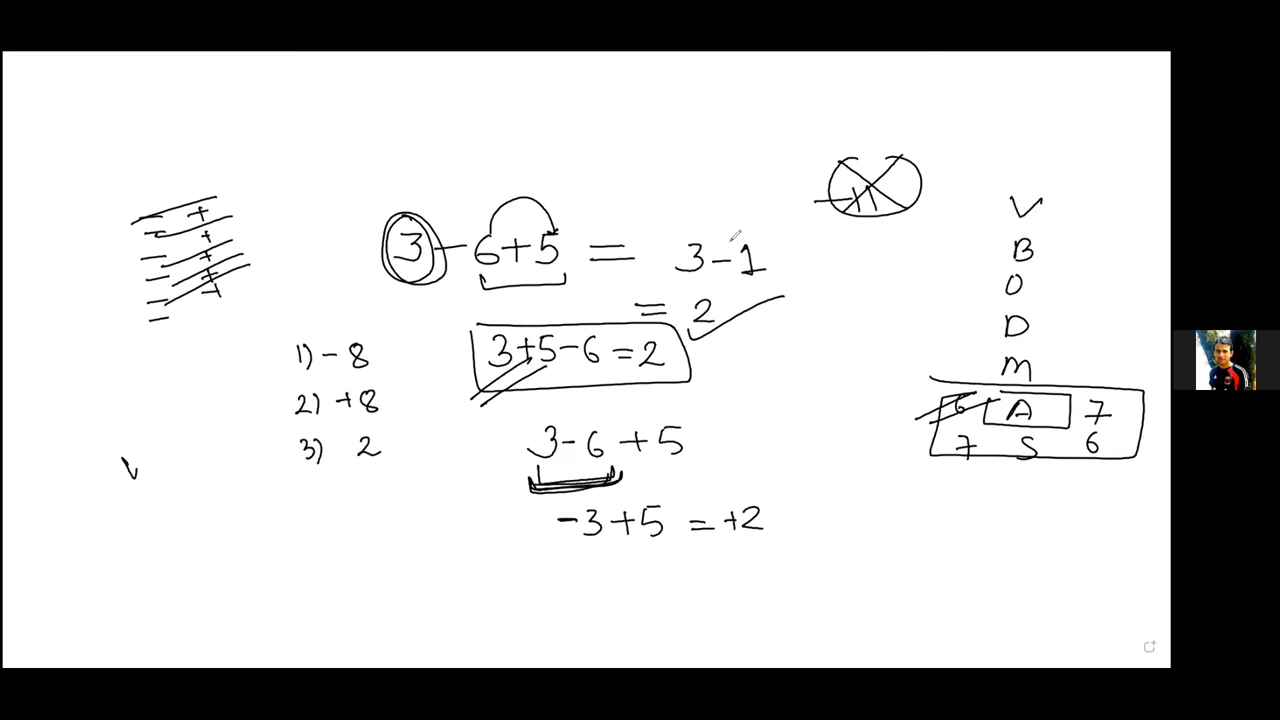 - +
- +
- +
- +
- +
-
3 - 6 + 5 = 3 - 1
= 2
3 + 5 - 6 = 2
1) - 8
2) + 8
3) 2
3 - 6 + 5
- 3 + 5 = + 2
V
B
O
D
M
6 A 7
7 S 6